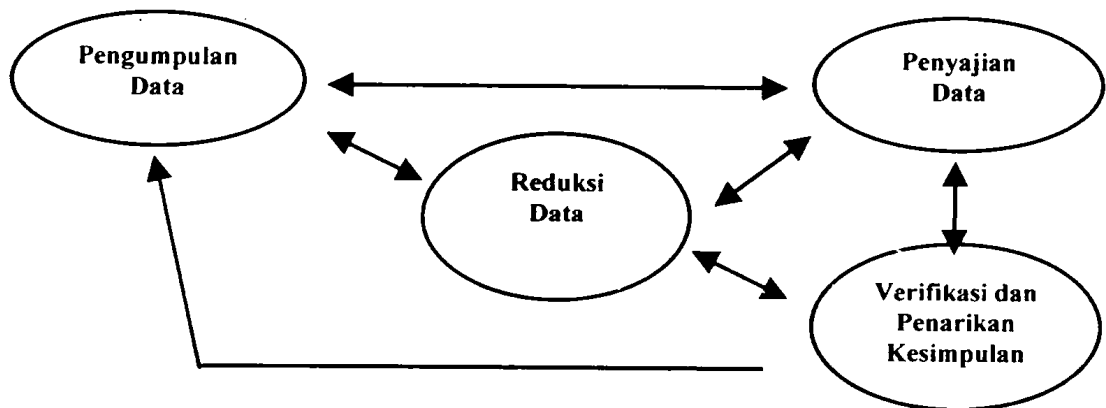 Pengumpulan
Data
Penyajian
Data
Reduksi
Data
Verifikasi dan
Penarikan
Kesimpulan